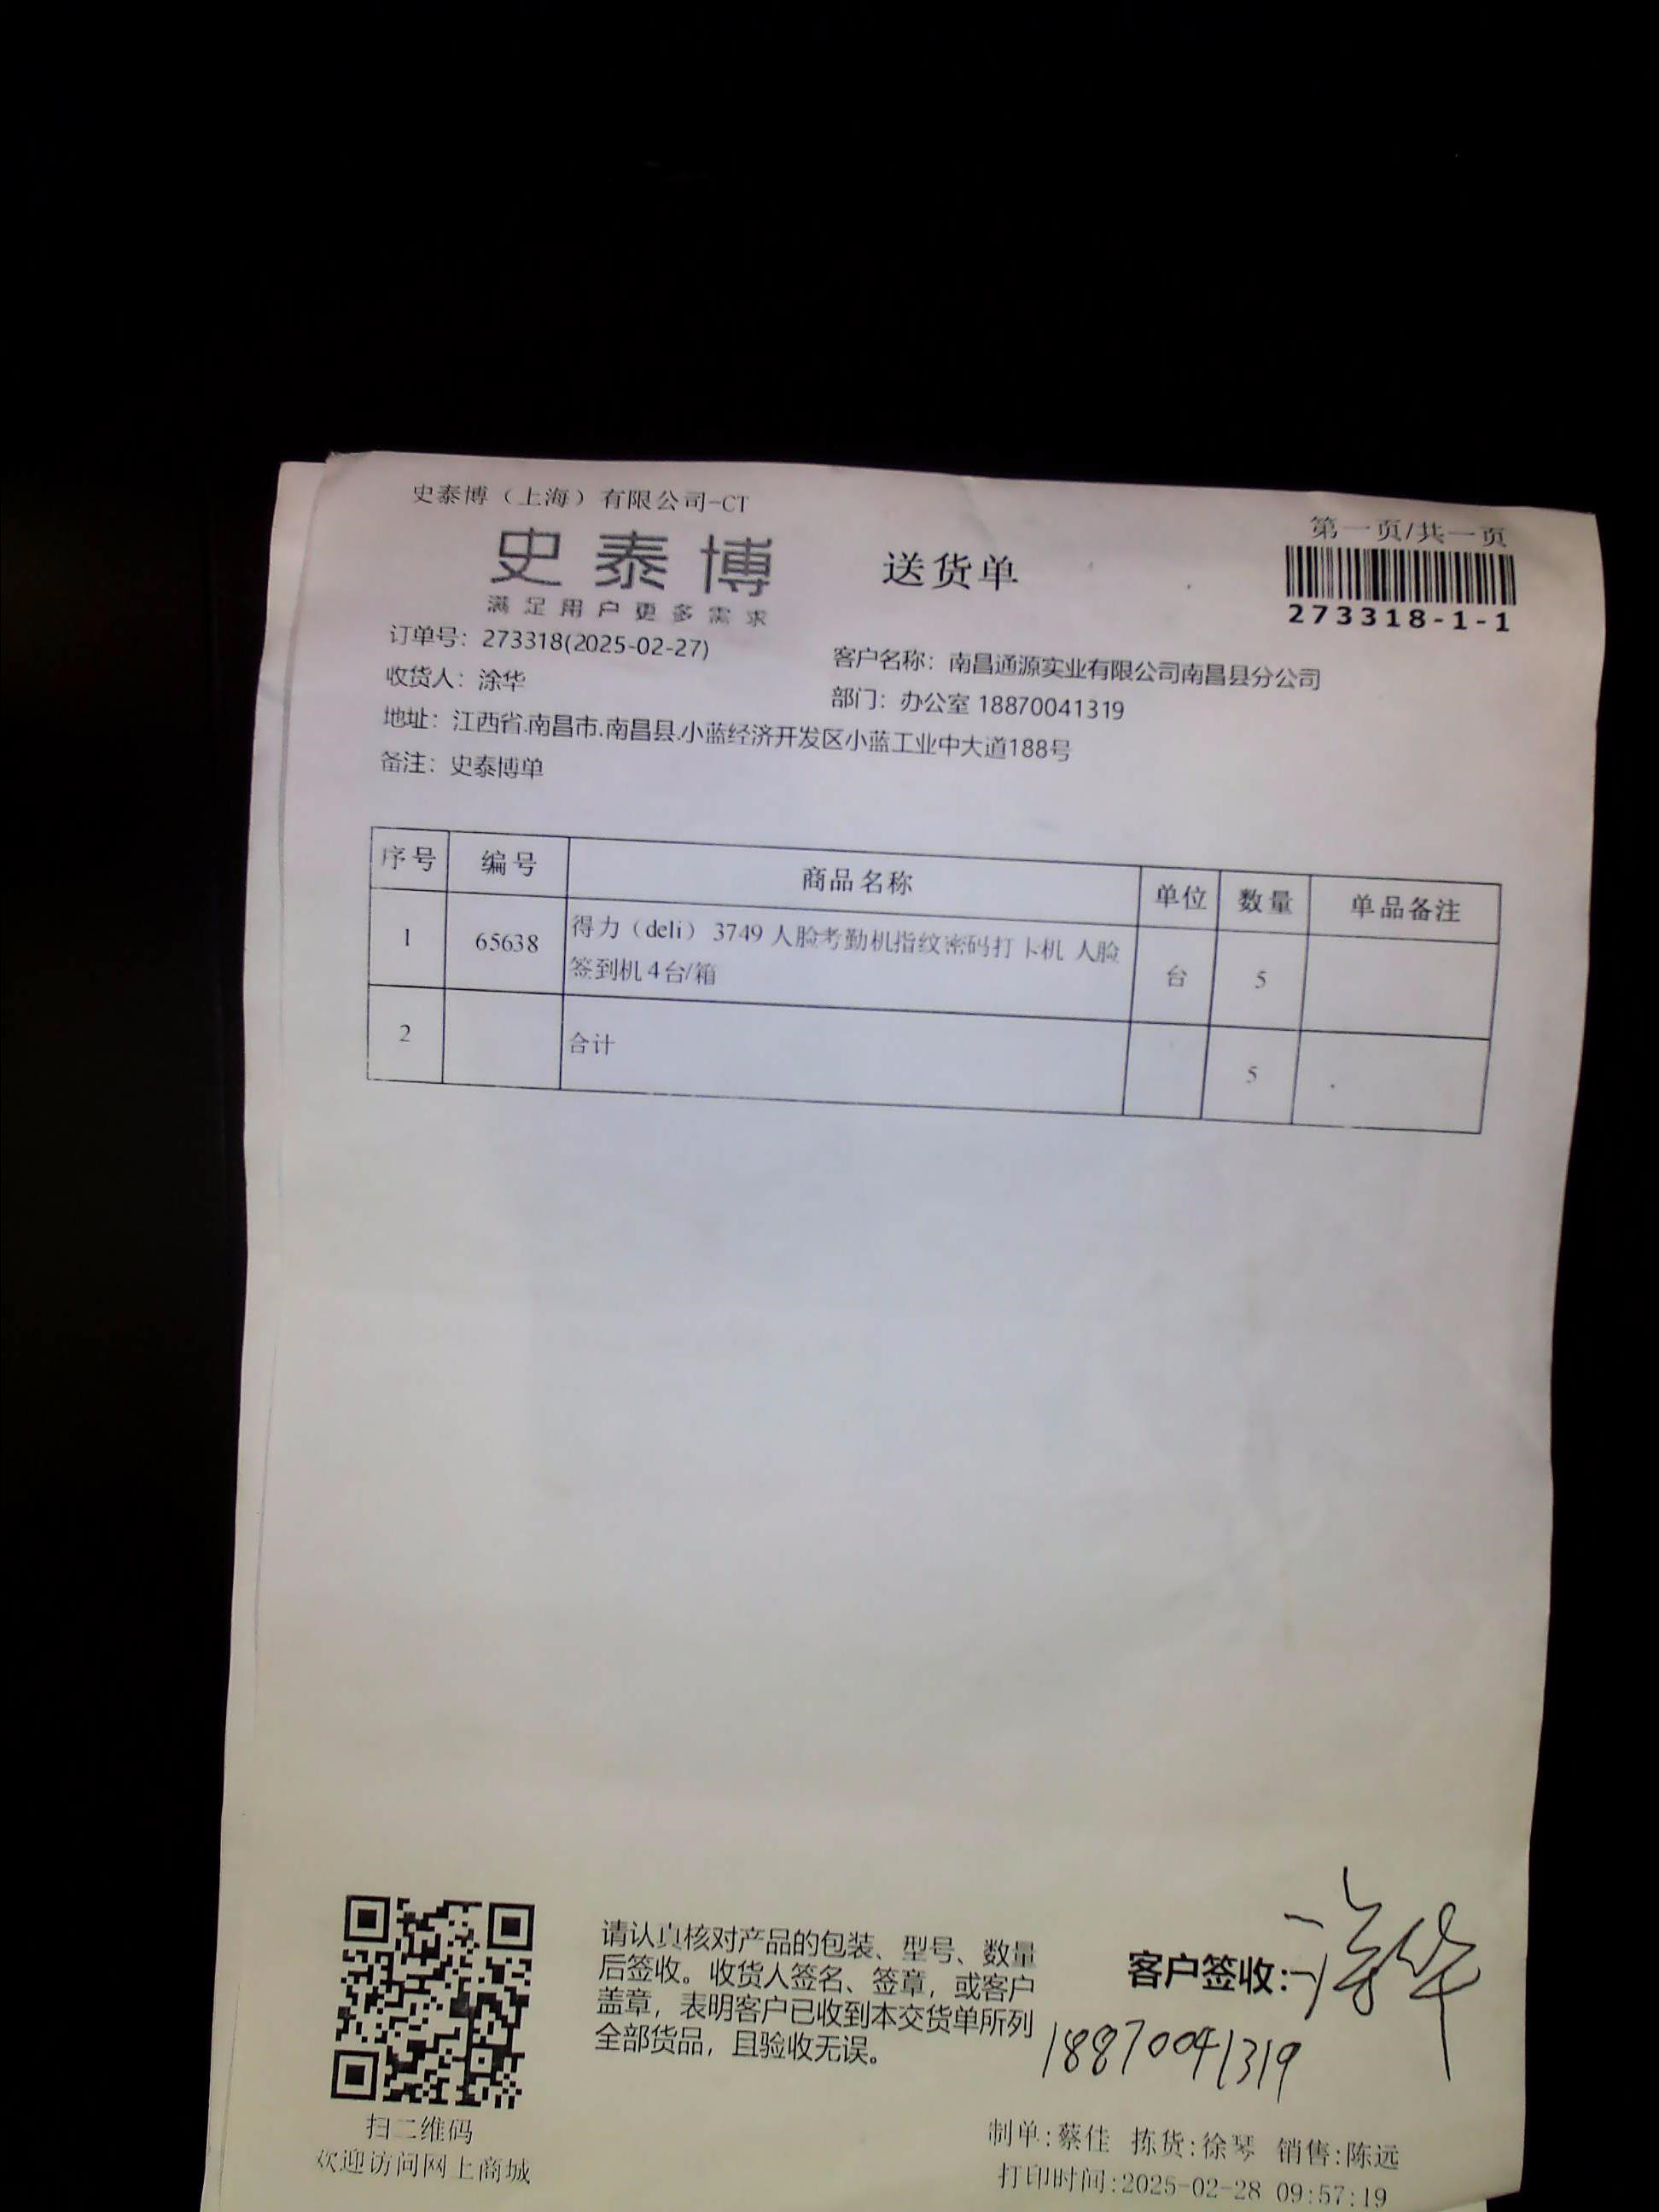 史泰博（上海）有限公司-CT
第一页/共一页
史泰博
满足用户更多需求
送货单
273318-1-1
订单号：273318(2025-02-27)
客户名称：南昌通源实业有限公司南昌县分公司
收货人：涂华
部门：办公室 18870041319
地址：江西省.南昌市.南昌县.小蓝经济开发区小蓝工业中大道188号
备注：史泰博单
序号 编号 商品名称 单位 数量 单品备注
1 65638 得力（deli）3749 人脸考勤机指纹密码打卡机 人脸
签到机 4台/箱 台 5
2 合计 5
请认真核对产品的包装、型号、数量
后签收。收货人签名、签章，或客户
盖章，表明客户已收到本交货单所列
全部货品，且验收无误。
客户签收：涂华
18870041319
扫二维码
欢迎访问网上商城
制单:蔡佳 拣货:徐琴 销售:陈远
打印时间:2025-02-28 09:57:19